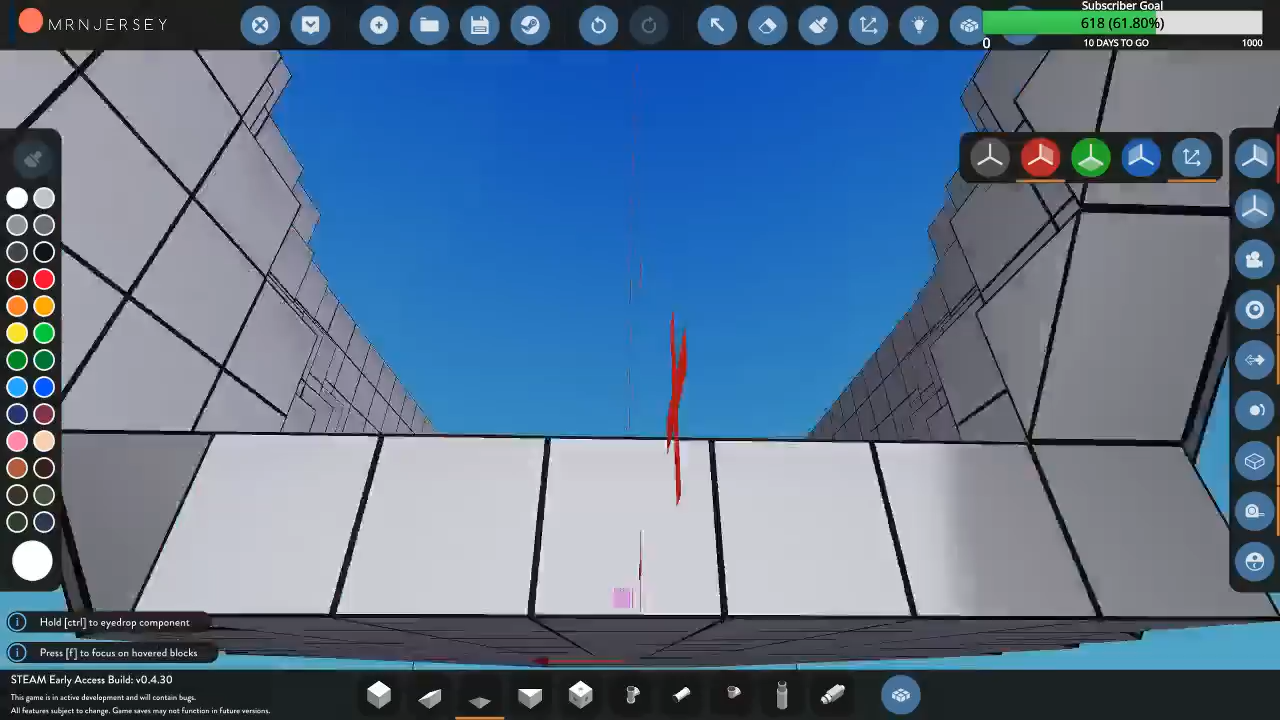 MRNJERSEY
Subscriber Goal
618 (61.80%)
0 10 DAYS TO GO 1000
Hold [ctrl] to eyedrop component
Press [f] to focus on hovered blocks
STEAM Early Access Build: v0.4.30
This game is in active development and will contain bugs.
All features subject to change. Game saves may not function in future versions.